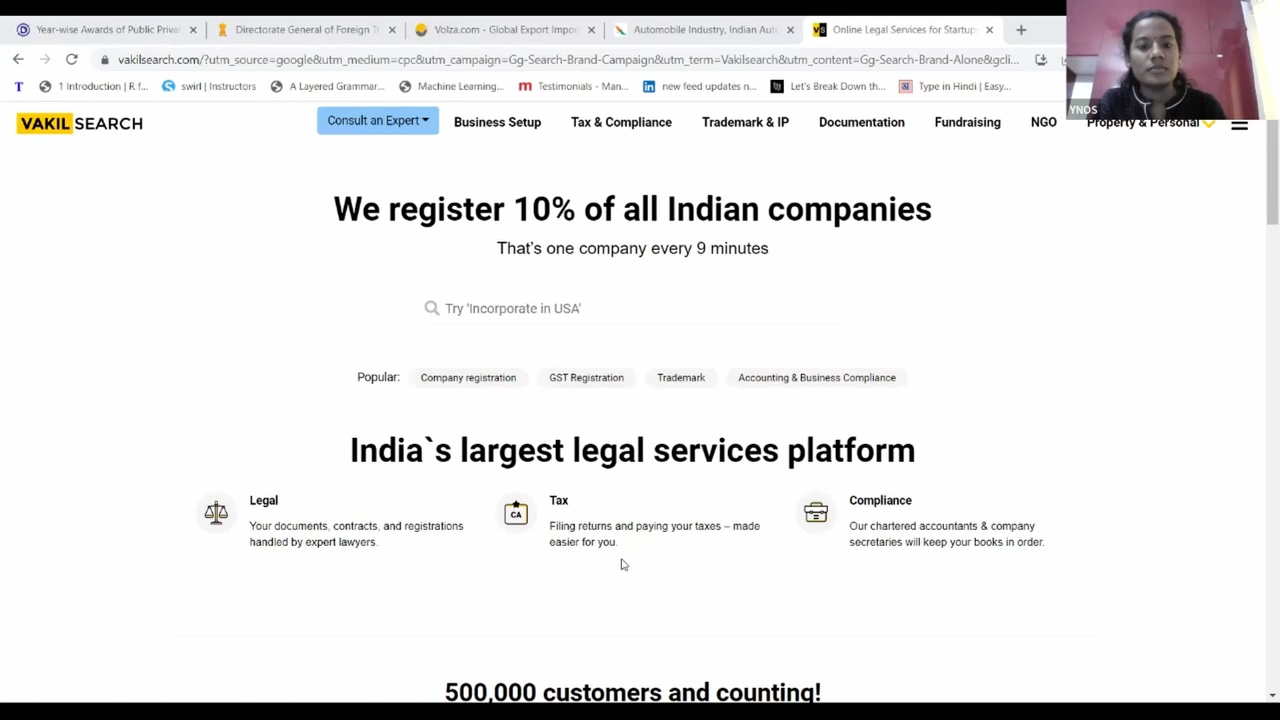 Year-wise Awards of Public Priva
Directorate General of Foreign T
Volza.com - Global Export Import
Automobile Industry, Indian Auto
Online Legal Services for Startup
vakilsearch.com/?utm_source=google&utm_medium=cpc&utm_campaign=Gg-Search-Brand-Campaign&utm_term=Vakilsearch&utm_content=Gg-Search-Brand-Alone&gcli...
T
1 Introduction | R f...
swirl | Instructors
A Layered Grammar...
Machine Learning...
Testimonials - Man...
new feed updates n...
Let's Break Down th...
Type in Hindi | Easy...
YNOS
VAKILSEARCH
Consult an Expert
Business Setup
Tax & Compliance
Trademark & IP
Documentation
Fundraising
NGO
Property & Personal
We register 10% of all Indian companies
That's one company every 9 minutes
Try 'Incorporate in USA'
Popular:
Company registration
GST Registration
Trademark
Accounting & Business Compliance
India`s largest legal services platform
Legal
Your documents, contracts, and registrations
handled by expert lawyers.
CA
Tax
Filing returns and paying your taxes – made
easier for you.
Compliance
Our chartered accountants & company
secretaries will keep your books in order.
500,000 customers and counting!